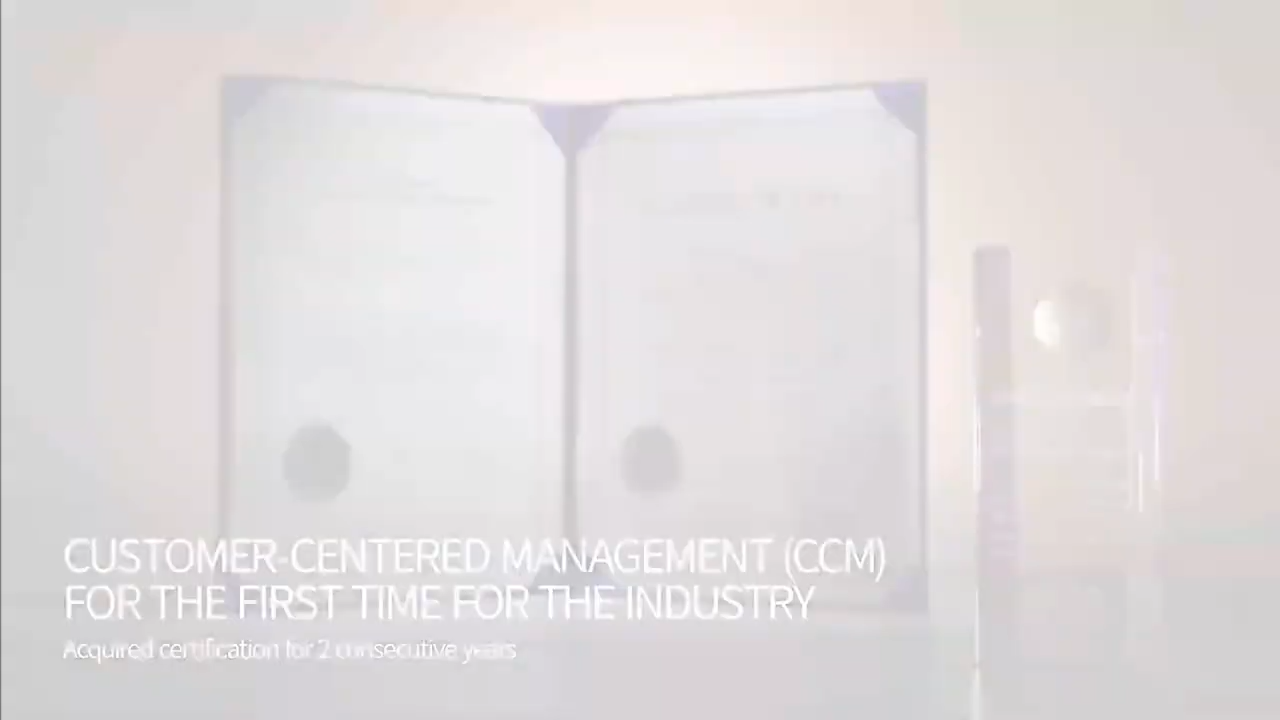 CUSTOMER-CENTERED MANAGEMENT (CCM)
FOR THE FIRST TIME FOR THE INDUSTRY
Acquired certification for 2 consecutive years